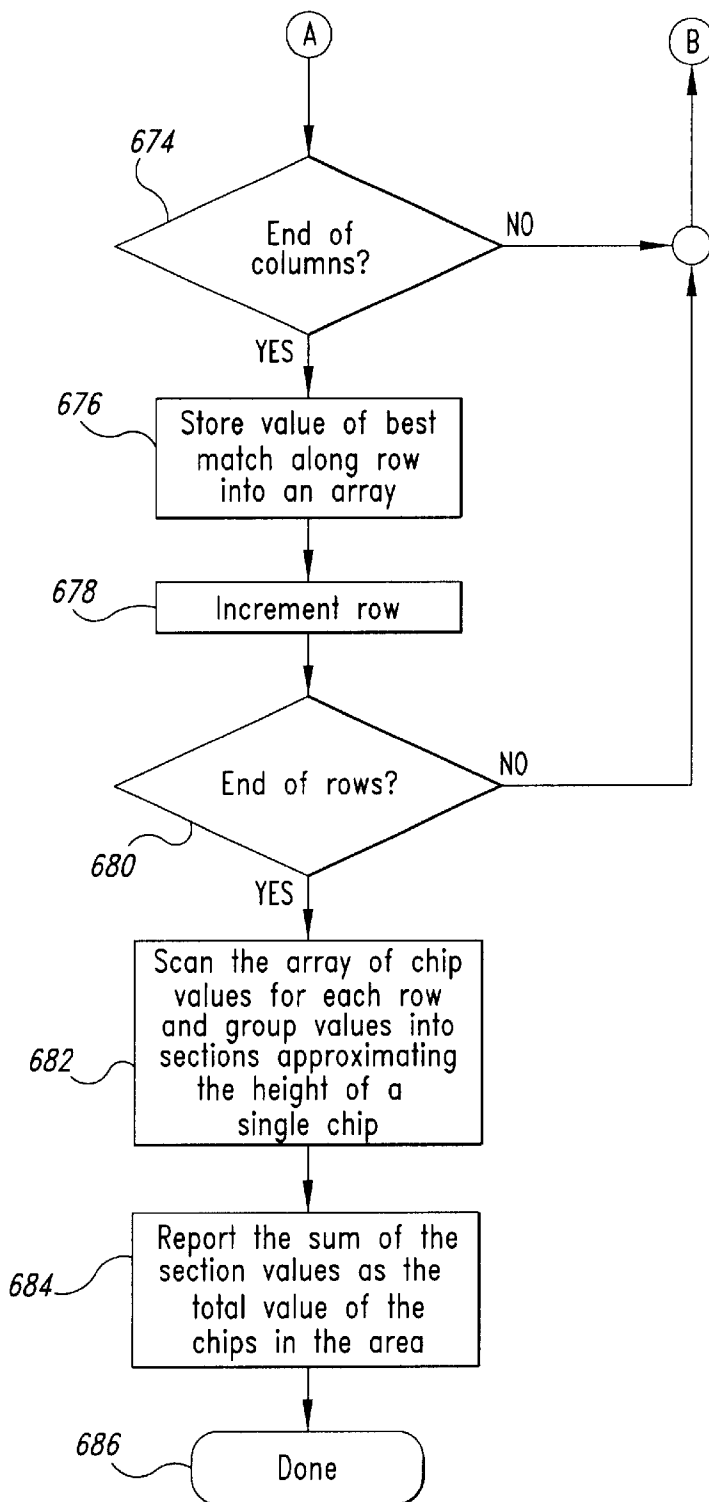 A
B
674
End of
columns?
NO
YES
676
Store value of best
match along row
into an array
678
Increment row
End of rows?
NO
680
YES
Scan the array of chip
values for each row
and group values into
sections approximating
the height of a
single chip
682
Report the sum of the
section values as the
total value of the
chips in the area
684
686
Done